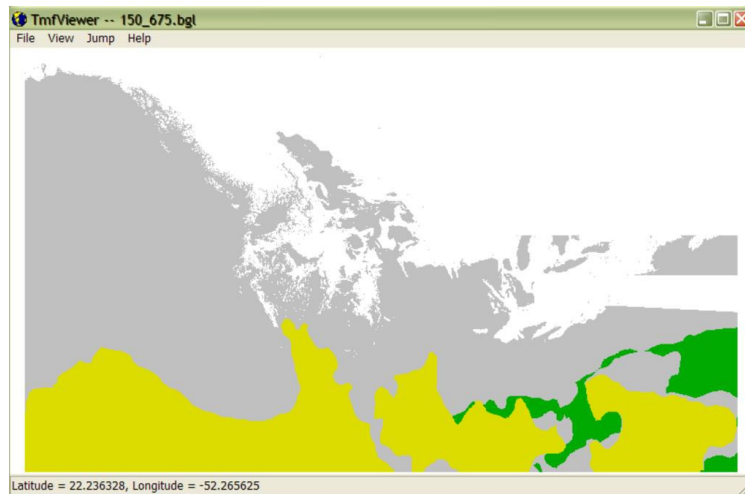 TmfViewer -- 150_675.bgl
File View Jump Help
Latitude = 22.236328, Longitude = -52.265625